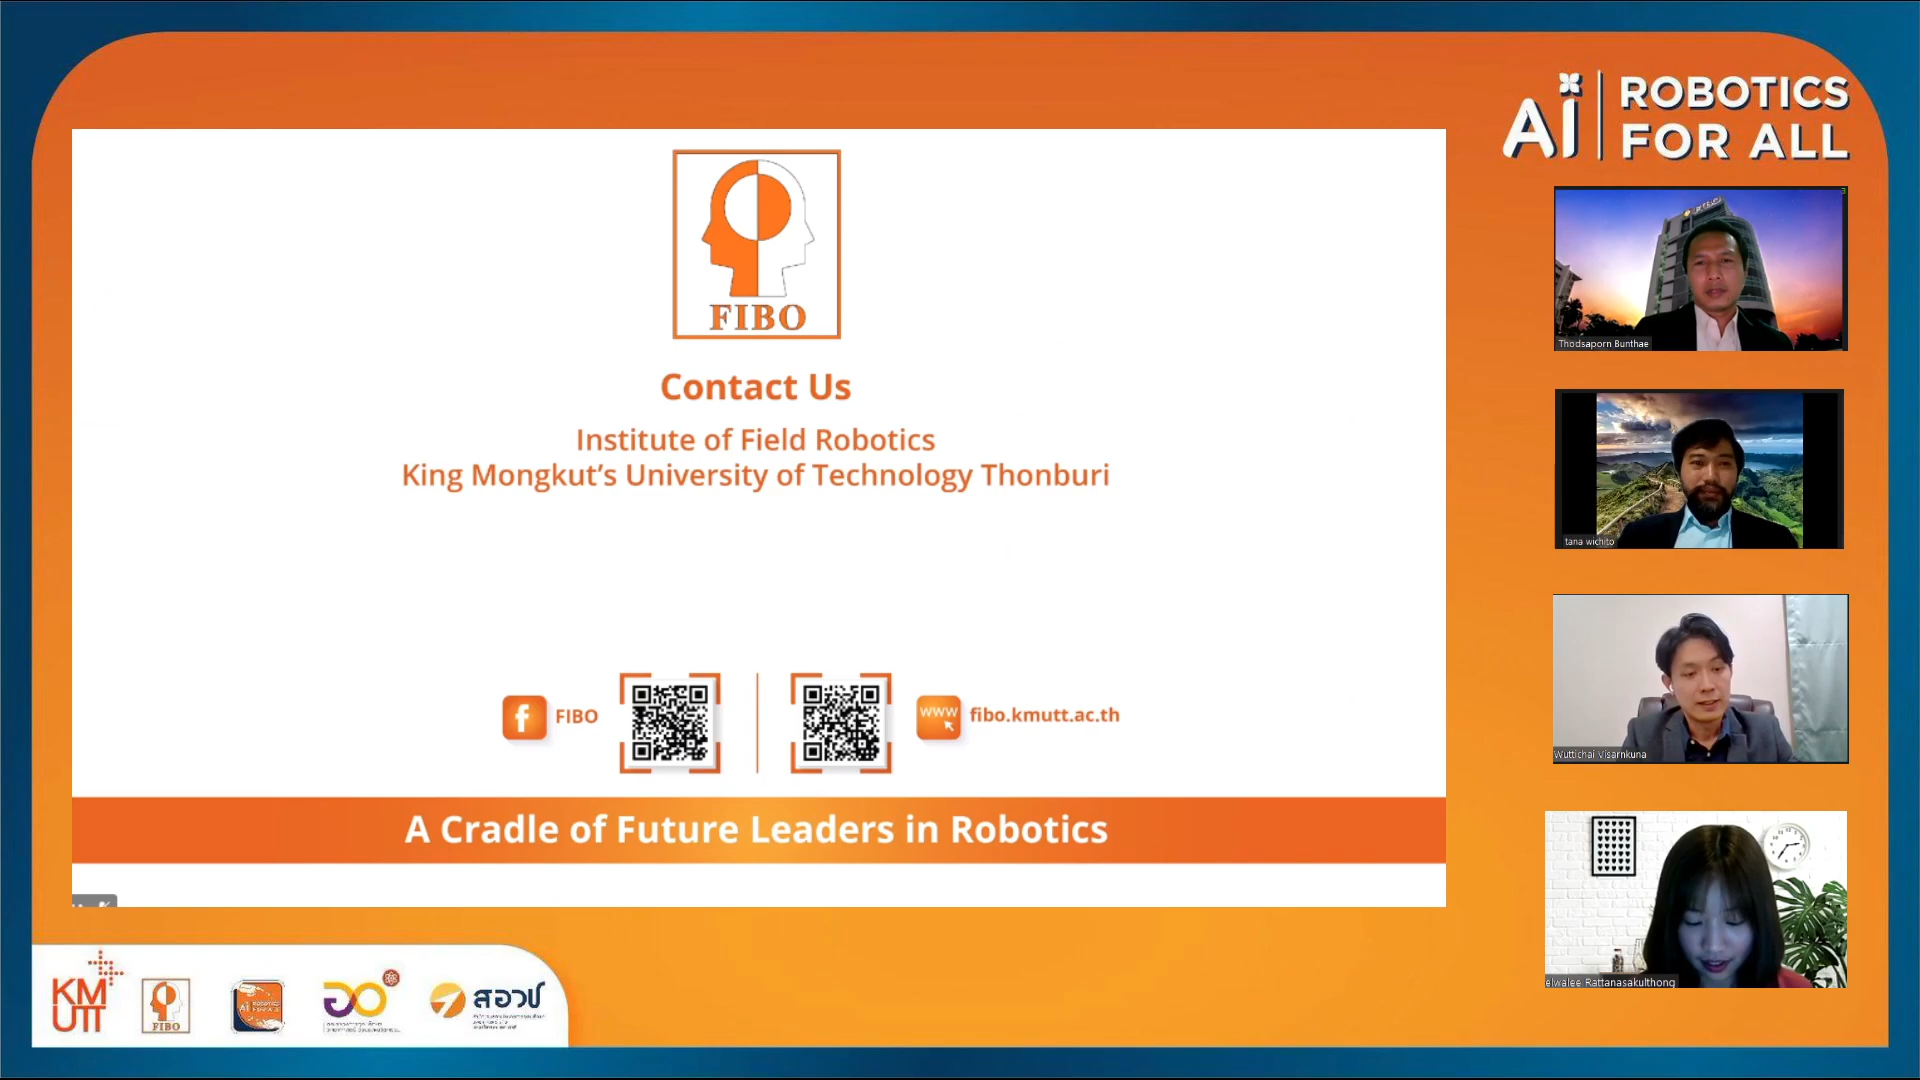 AI ROBOTICS
FOR ALL
FIBO
Contact Us
Institute of Field Robotics
King Mongkut's University of Technology Thonburi
FIBO
www
fibo.kmutt.ac.th
A Cradle of Future Leaders in Robotics
Thodsaporn Bunthae
tana wichito
Wuttichai Visarnkuna
elwalee Rattanasakulthong
KM
UTT
FIBO
สอวช